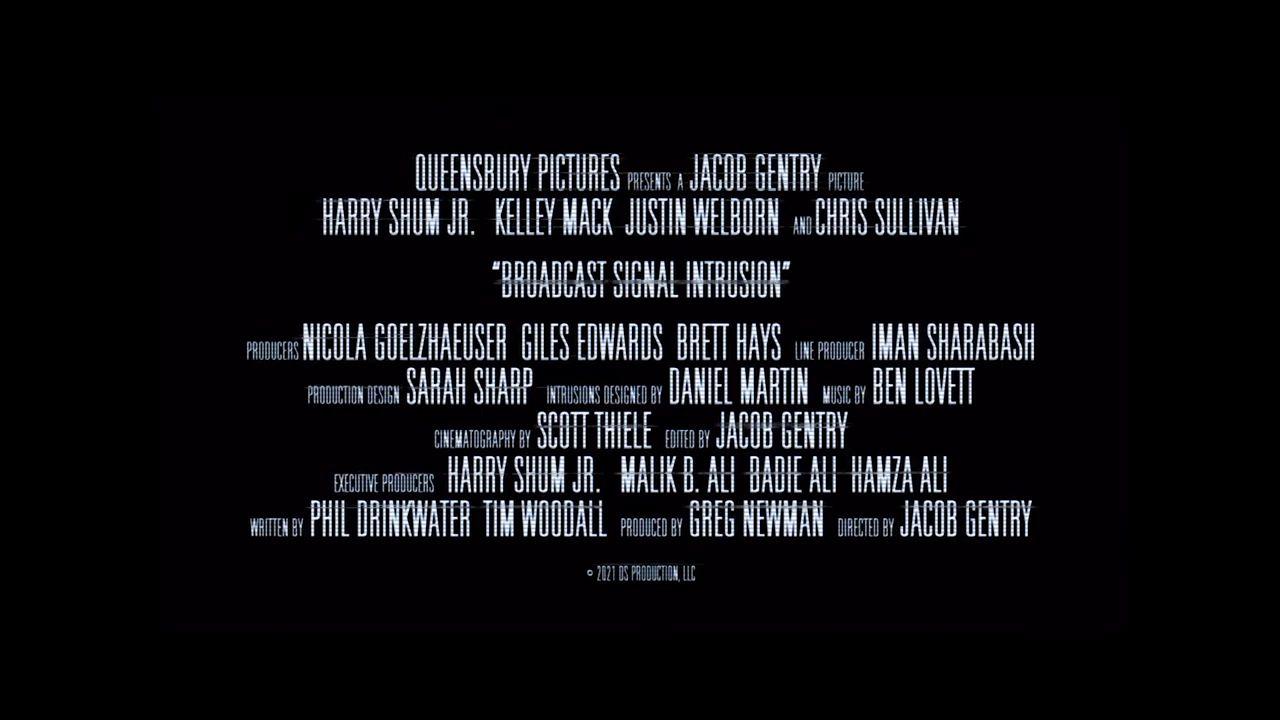 QUEENSBURY PICTURES PRESENTS A JACOB GENTRY PICTURE
HARRY SHUM JR. KELLEY MACK JUSTIN WELBORN AND CHRIS SULLIVAN
"BROADCAST SIGNAL INTRUSION"
PRODUCERS NICOLA GOELZHAEUSER GILES EDWARDS BRETT HAYS LINE PRODUCER IMAN SHARABASH
PRODUCTION DESIGN SARAH SHARP INTRUSIONS DESIGNED BY DANIEL MARTIN MUSIC BY BEN LOVETT
CINEMATOGRAPHY BY SCOTT THIELE EDITED BY JACOB GENTRY
EXECUTIVE PRODUCERS HARRY SHUM JR. MALIK B. ALI BADIE ALI HAMZA ALI
WRITTEN BY PHIL DRINKWATER TIM WOODALL PRODUCED BY GREG NEWMAN DIRECTED BY JACOB GENTRY
© 2021 DS PRODUCTION, LLC